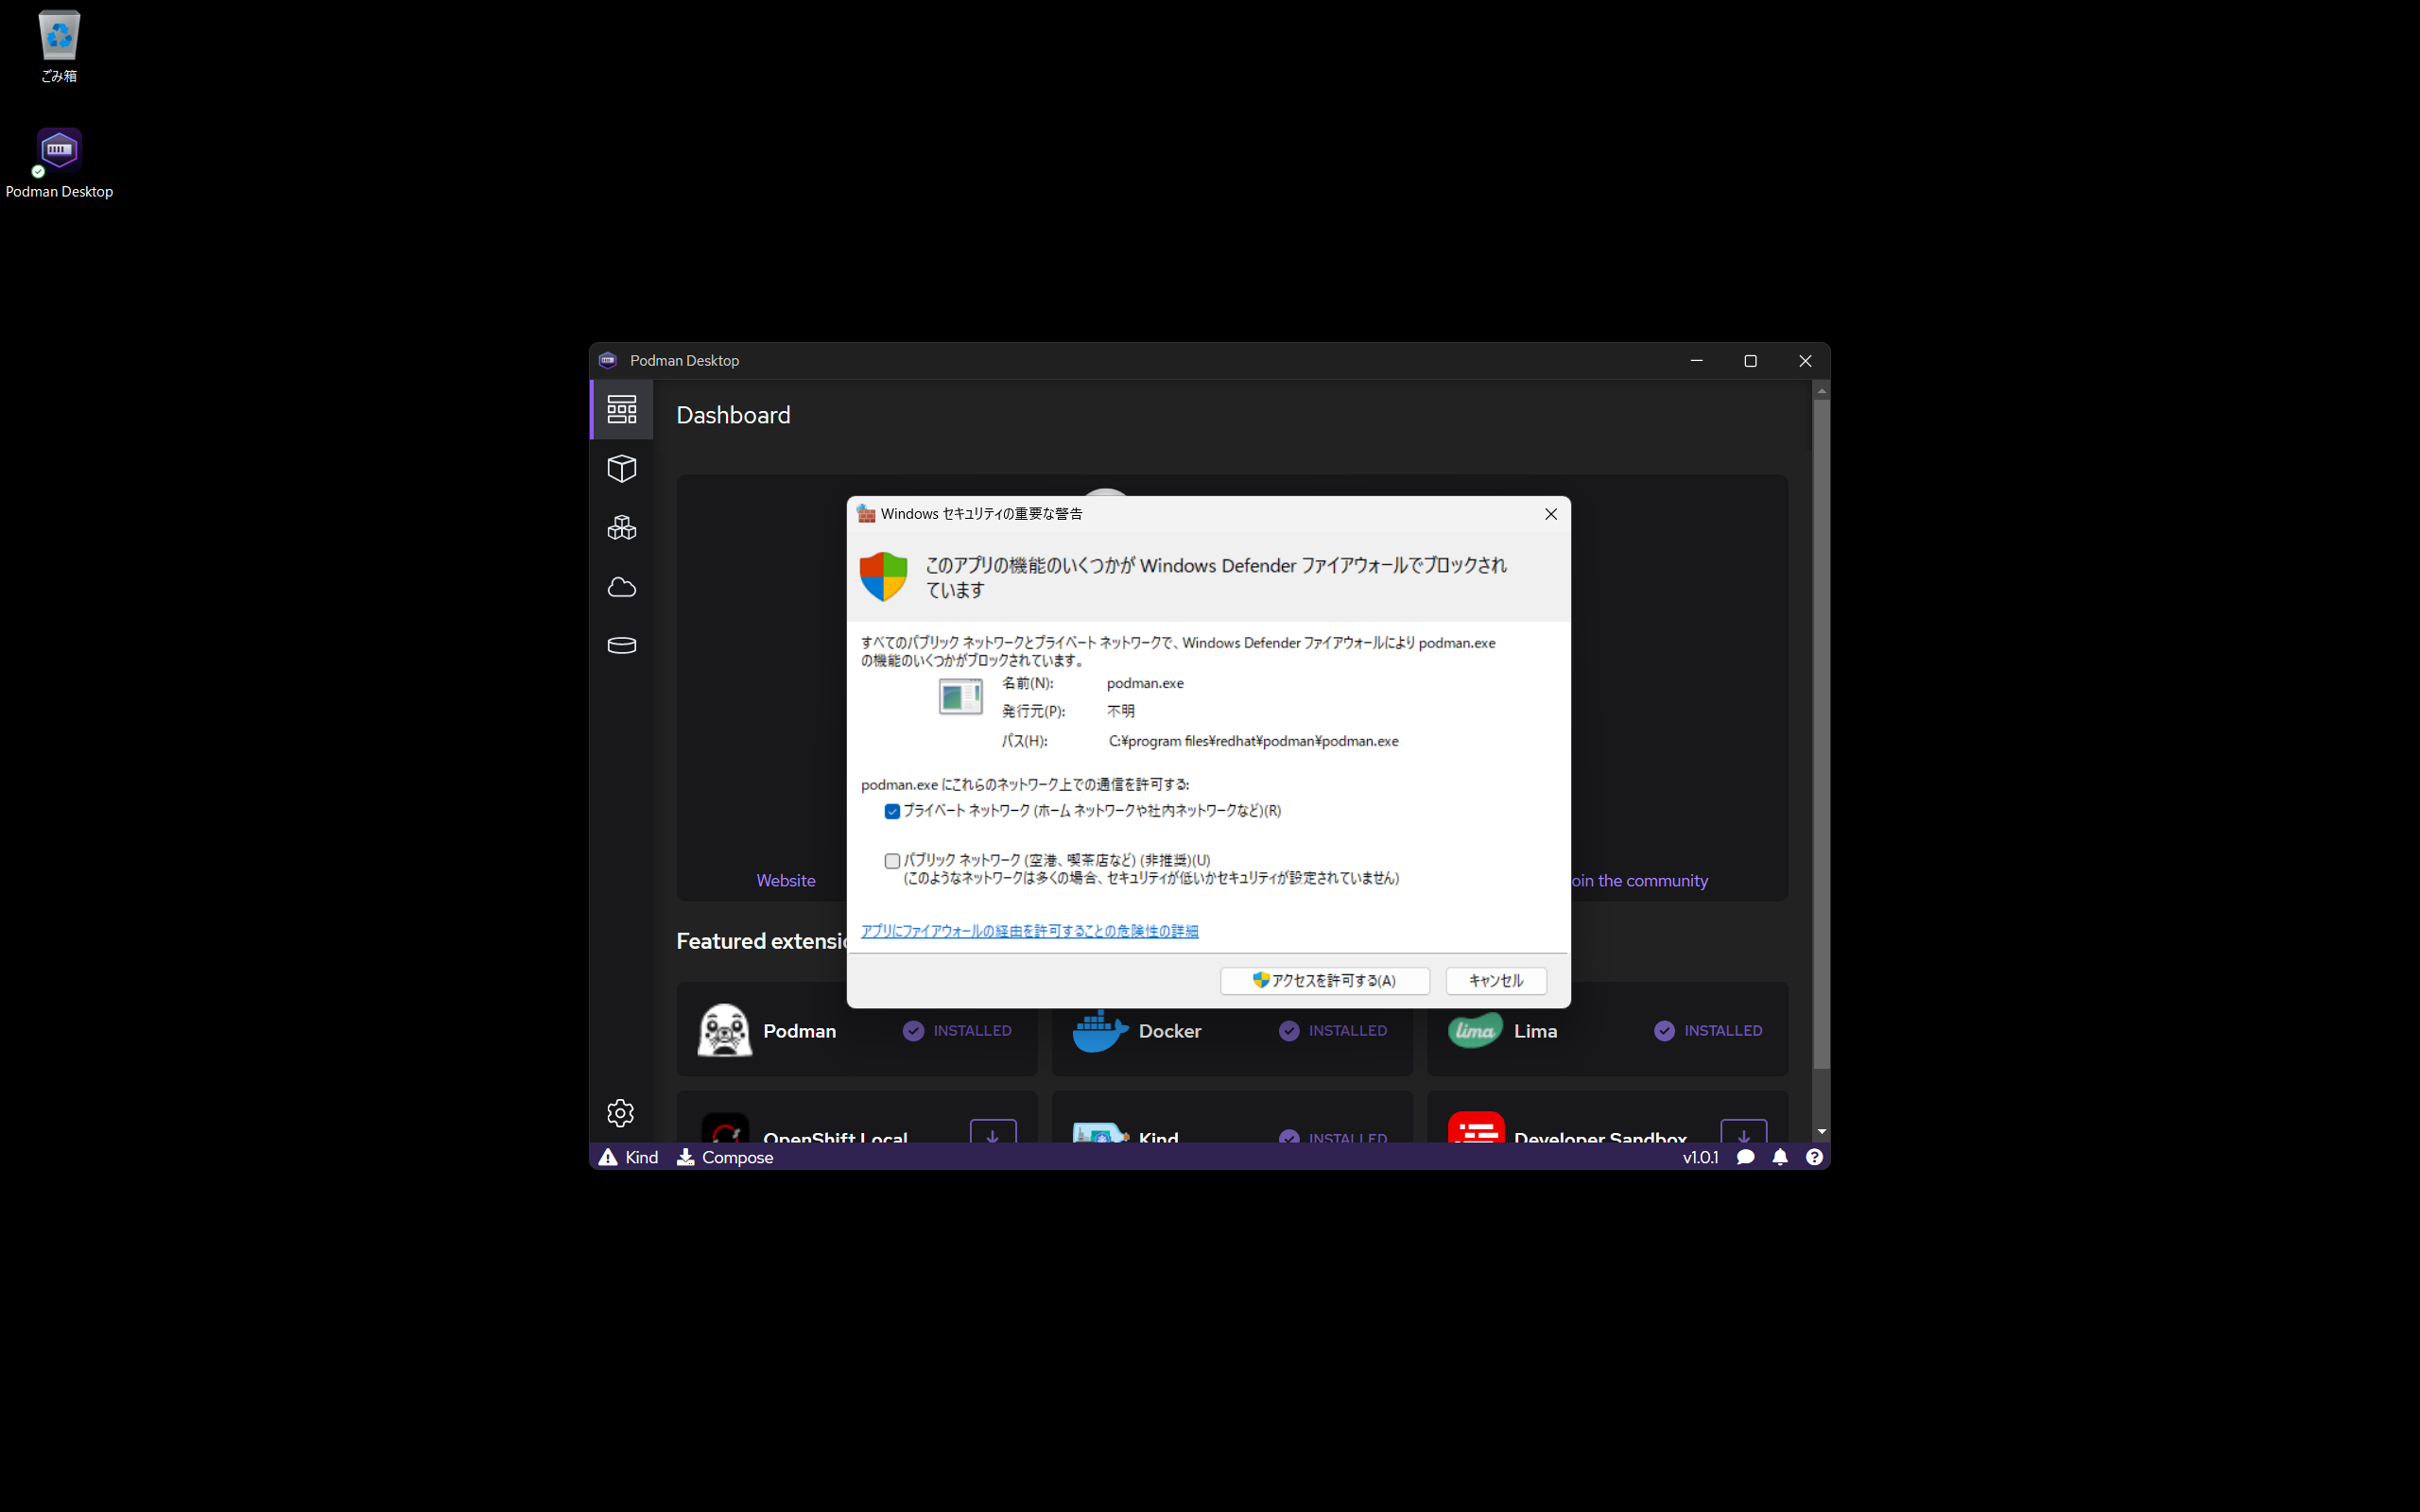 ごみ箱
Podman Desktop
Podman Desktop
Dashboard
Windows セキュリティの重要な警告
このアプリの機能のいくつかが Windows Defender ファイアウォールでブロックされ
ています
すべてのパブリック ネットワークとプライベート ネットワークで、Windows Defender ファイアウォールにより podman.exe
の機能のいくつかがブロックされています。
名前(N): podman.exe
発行元(P): 不明
パス(H): C:¥program files¥redhat¥podman¥podman.exe
podman.exe にこれらのネットワーク上での通信を許可する:
プライベート ネットワーク (ホーム ネットワークや社内ネットワークなど)(R)
パブリック ネットワーク (空港、喫茶店など) (非推奨)(U)
(このようなネットワークは多くの場合、セキュリティが低いかセキュリティが設定されていません)
アプリにファイアウォールの経由を許可することの危険性の詳細
アクセスを許可する(A) キャンセル
Website oin the community
Featured extensi
Podman INSTALLED Docker INSTALLED lima Lima INSTALLED
OpenShift Local Kind INSTALLED Developer Sandbox
Kind Compose v1.0.1